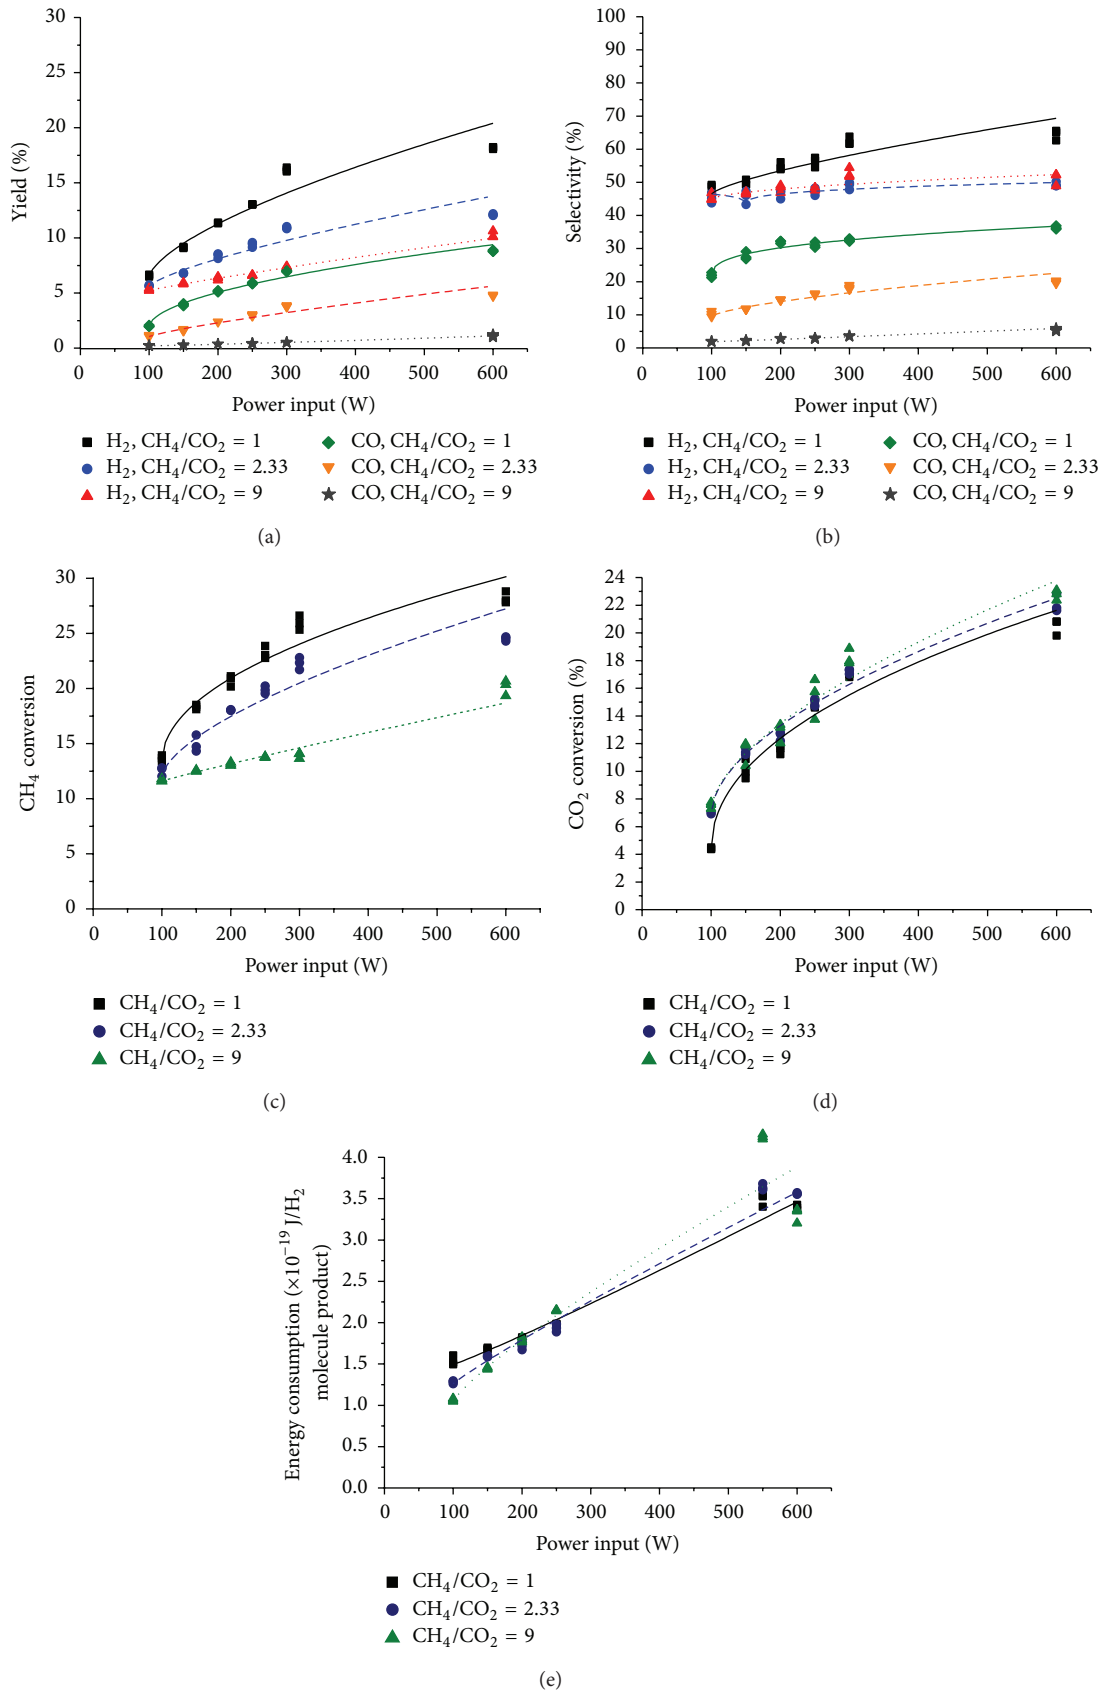 30
25
20
15
10
5
0
Yield (%)
0 100 200 300 400 500 600
Power input (W)
H₂, CH₄/CO₂ = 1
H₂, CH₄/CO₂ = 2.33
H₂, CH₄/CO₂ = 9
CO, CH₄/CO₂ = 1
CO, CH₄/CO₂ = 2.33
CO, CH₄/CO₂ = 9
(a)
100
90
80
70
60
50
40
30
20
10
0
Selectivity (%)
0 100 200 300 400 500 600
Power input (W)
H₂, CH₄/CO₂ = 1
H₂, CH₄/CO₂ = 2.33
H₂, CH₄/CO₂ = 9
CO, CH₄/CO₂ = 1
CO, CH₄/CO₂ = 2.33
CO, CH₄/CO₂ = 9
(b)
30
25
20
15
10
5
0
CH₄ conversion
0 100 200 300 400 500 600
Power input (W)
CH₄/CO₂ = 1
CH₄/CO₂ = 2.33
CH₄/CO₂ = 9
(c)
24
22
20
18
16
14
12
10
8
6
4
2
0
CO₂ conversion (%)
0 100 200 300 400 500 600
Power input (W)
CH₄/CO₂ = 1
CH₄/CO₂ = 2.33
CH₄/CO₂ = 9
(d)
4.0
3.5
3.0
2.5
2.0
1.5
1.0
0.5
0.0
Energy consumption (×10⁻¹⁹ J/H₂
molecule product)
0 100 200 300 400 500 600
Power input (W)
CH₄/CO₂ = 1
CH₄/CO₂ = 2.33
CH₄/CO₂ = 9
(e)